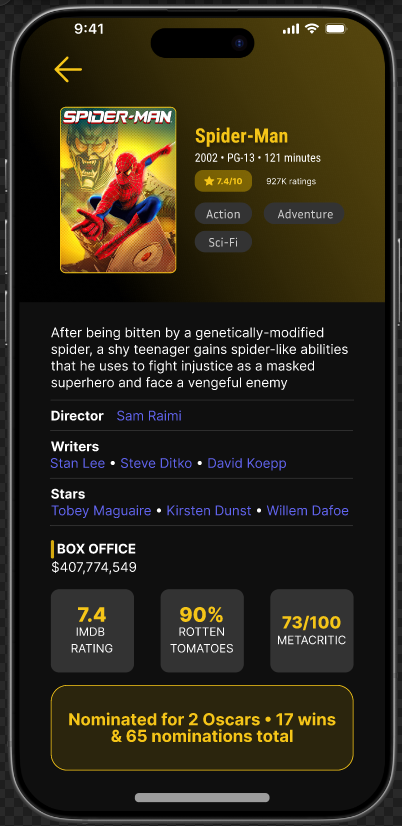 9:41
SPIDER-MAN
Spider-Man
2002 • PG-13 • 121 minutes
7.4/10 927K ratings
Action Adventure
Sci-Fi
After being bitten by a genetically-modified
spider, a shy teenager gains spider-like abilities
that he uses to fight injustice as a masked
superhero and face a vengeful enemy
Director Sam Raimi
Writers
Stan Lee • Steve Ditko • David Koepp
Stars
Tobey Maguire • Kirsten Dunst • Willem Dafoe
BOX OFFICE
$407,774,549
7.4
IMDB
RATING
90%
ROTTEN
TOMATOES
73/100
METACRITIC
Nominated for 2 Oscars • 17 wins
& 65 nominations total